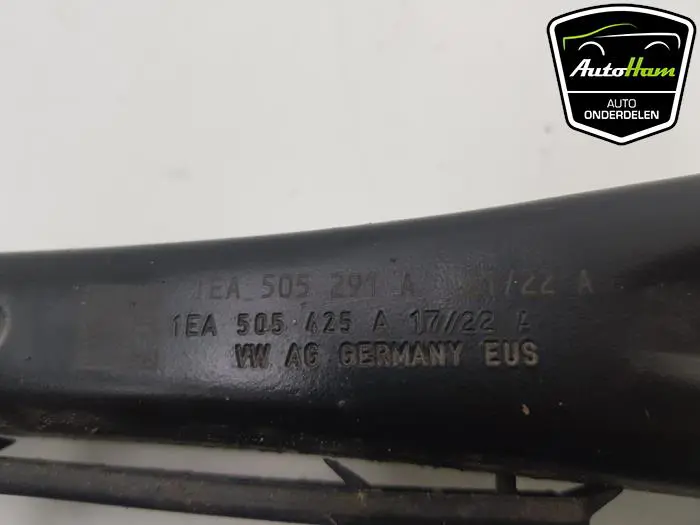 AutoHam
AUTO
ONDERDELEN
1EA 505 291 A /22 A
1EA 505 425 A 17//22 A
VW AG GERMANY EUS